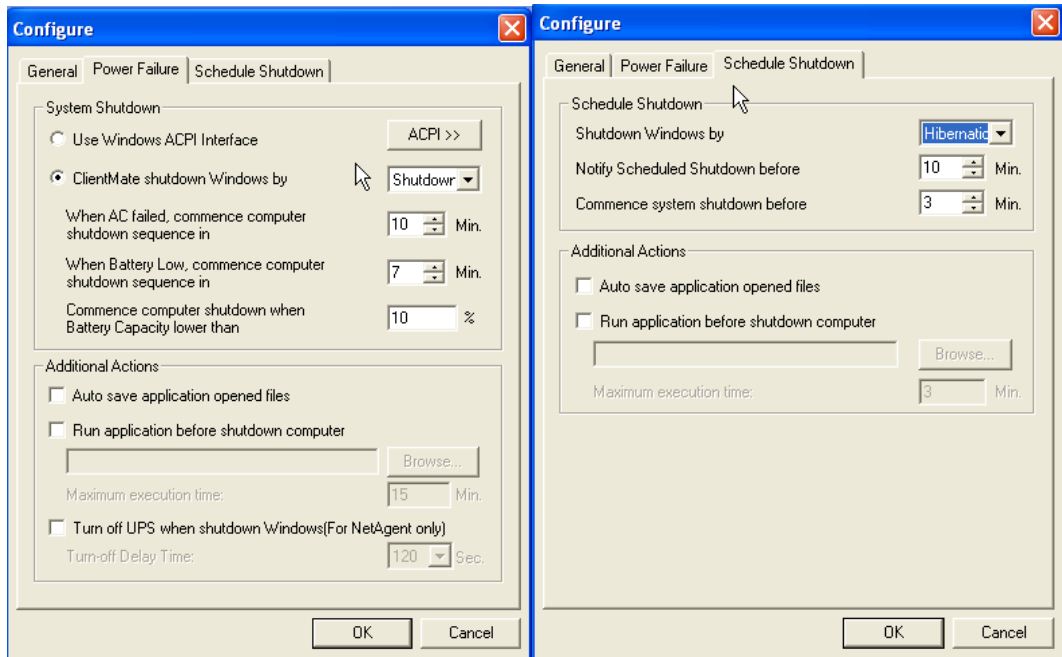 Configure
General
Power Failure
Schedule Shutdown
System Shutdown
Use Windows ACPI Interface
ACPI >>
ClientMate shutdown Windows by
Shutdowr
When AC failed, commence computer
shutdown sequence in
10
Min.
When Battery Low, commence computer
shutdown sequence in
7
Min.
Commence computer shutdown when
Battery Capacity lower than
10
%
Additional Actions
Auto save application opened files
Run application before shutdown computer
Browse...
Maximum execution time:
15
Min.
Turn off UPS when shutdown Windows(For NetAgent only)
Turn-off Delay Time:
120
Sec.
OK
Cancel
Configure
General
Power Failure
Schedule Shutdown
Schedule Shutdown
Shutdown Windows by
Hibernatic
Notify Scheduled Shutdown before
10
Min.
Commence system shutdown before
3
Min.
Additional Actions
Auto save application opened files
Run application before shutdown computer
Browse...
Maximum execution time:
3
Min.
OK
Cancel